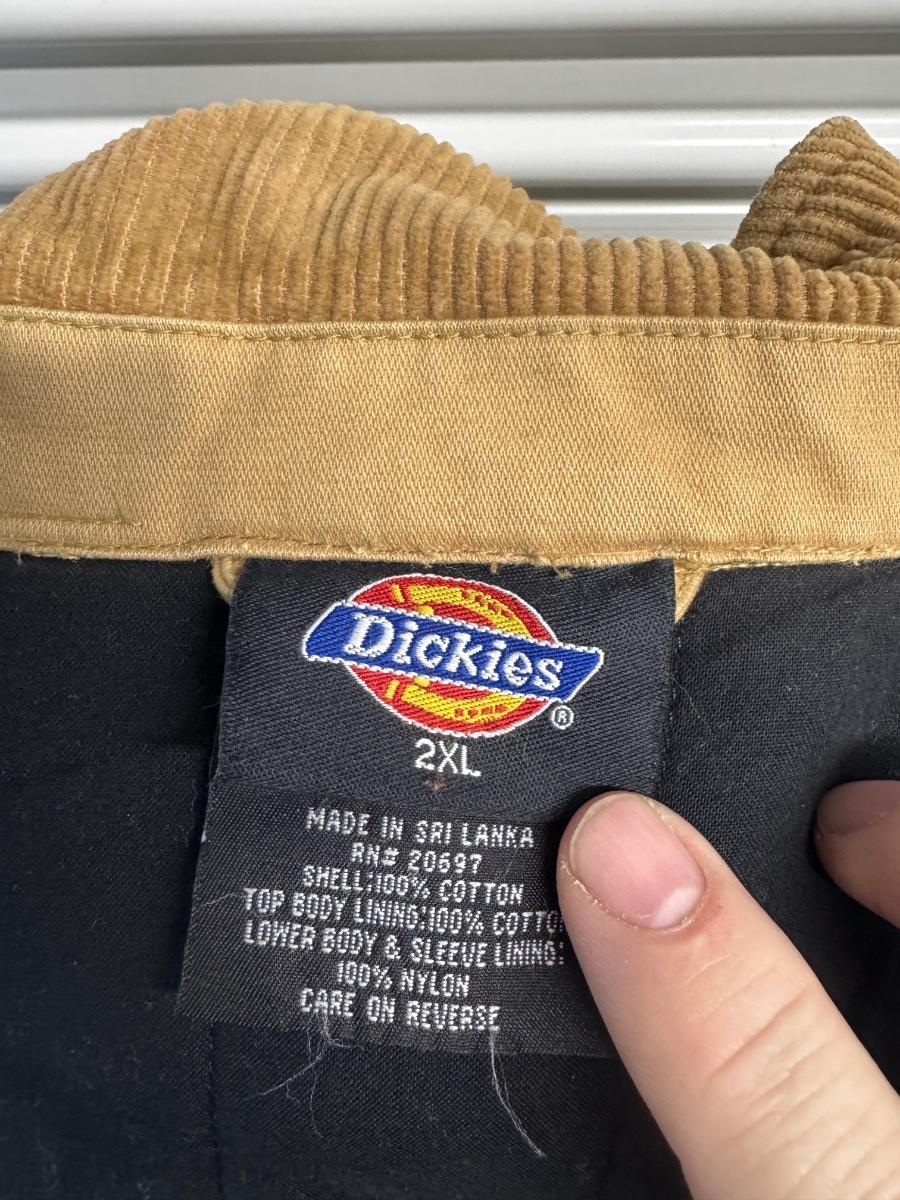 Dickies
®
2XL
MADE IN SRI LANKA
RN# 20697
SHELL:100% COTTON
TOP BODY LINING:100% COTTO
LOWER BODY & SLEEVE LINING:
100% NYLON
CARE ON REVERSE